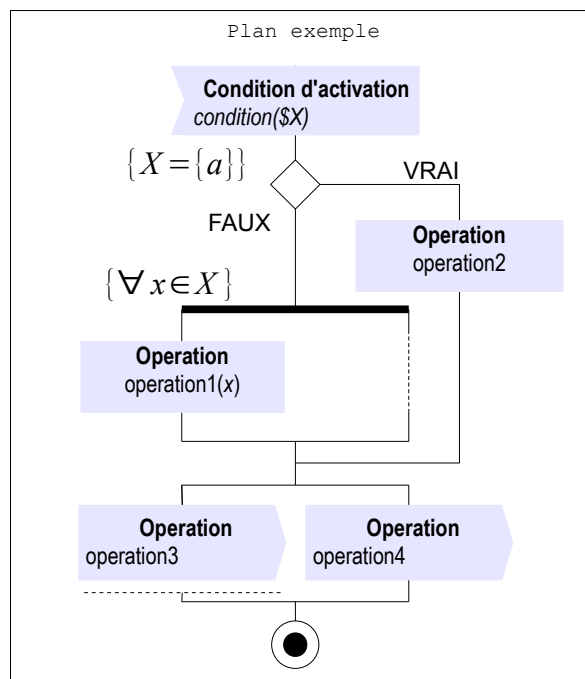 Plan exemple
Condition d'activation
condition($X)
{X={a}}
VRAI
FAUX
Operation
operation2
{∀ x∈X}
Operation
operation1(x)
Operation
operation3
Operation
operation4